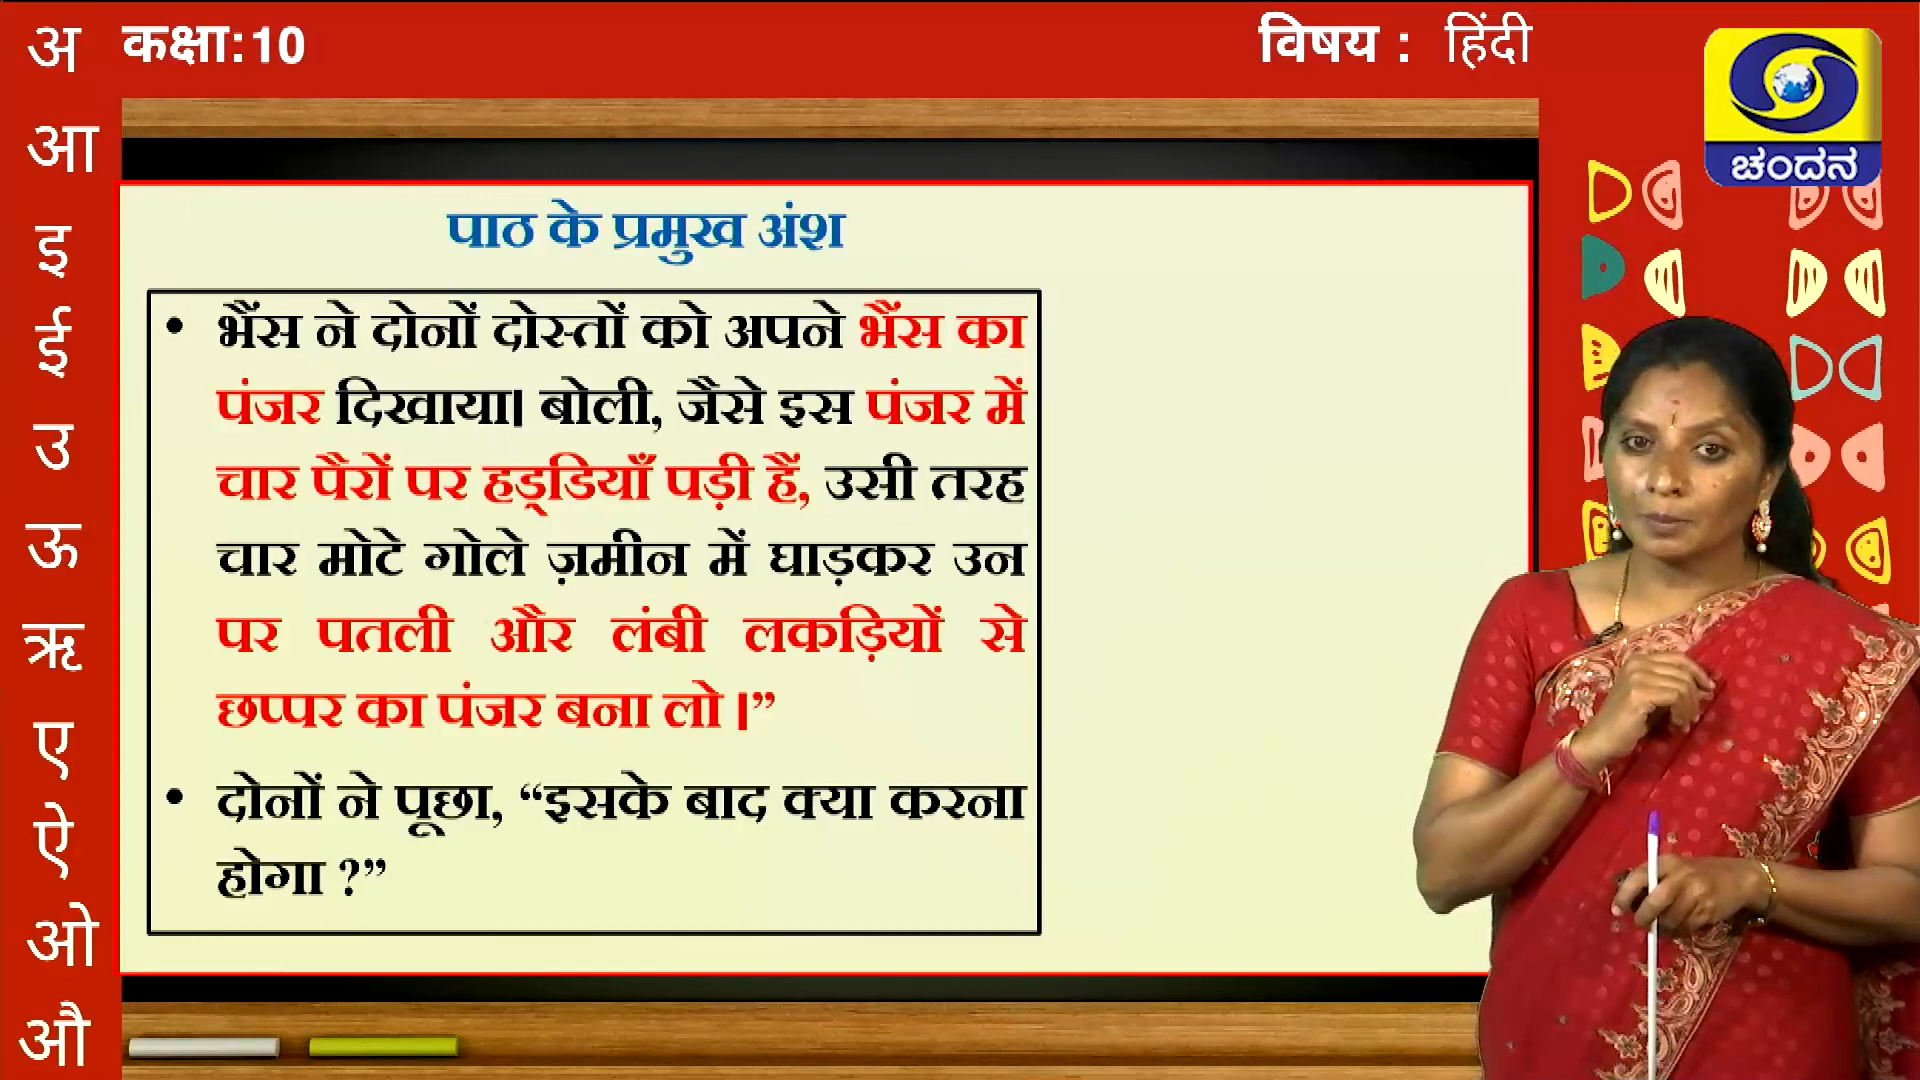 कक्षा:10
विषय : हिंदी
ಚಂದನ
अ
आ
इ
ई
उ
ऊ
ऋ
ए
ऐ
ओ
औ
पाठ के प्रमुख अंश
• भैंस ने दोनों दोस्तों को अपने भैंस का
पंजर दिखाया। बोली, जैसे इस पंजर में
चार पैरों पर हड्डियाँ पड़ी हैं, उसी तरह
चार मोटे गोले ज़मीन में घाड़कर उन
पर पतली और लंबी लकड़ियों से
छप्पर का पंजर बना लो ।”
• दोनों ने पूछा, “इसके बाद क्या करना
होगा ?”